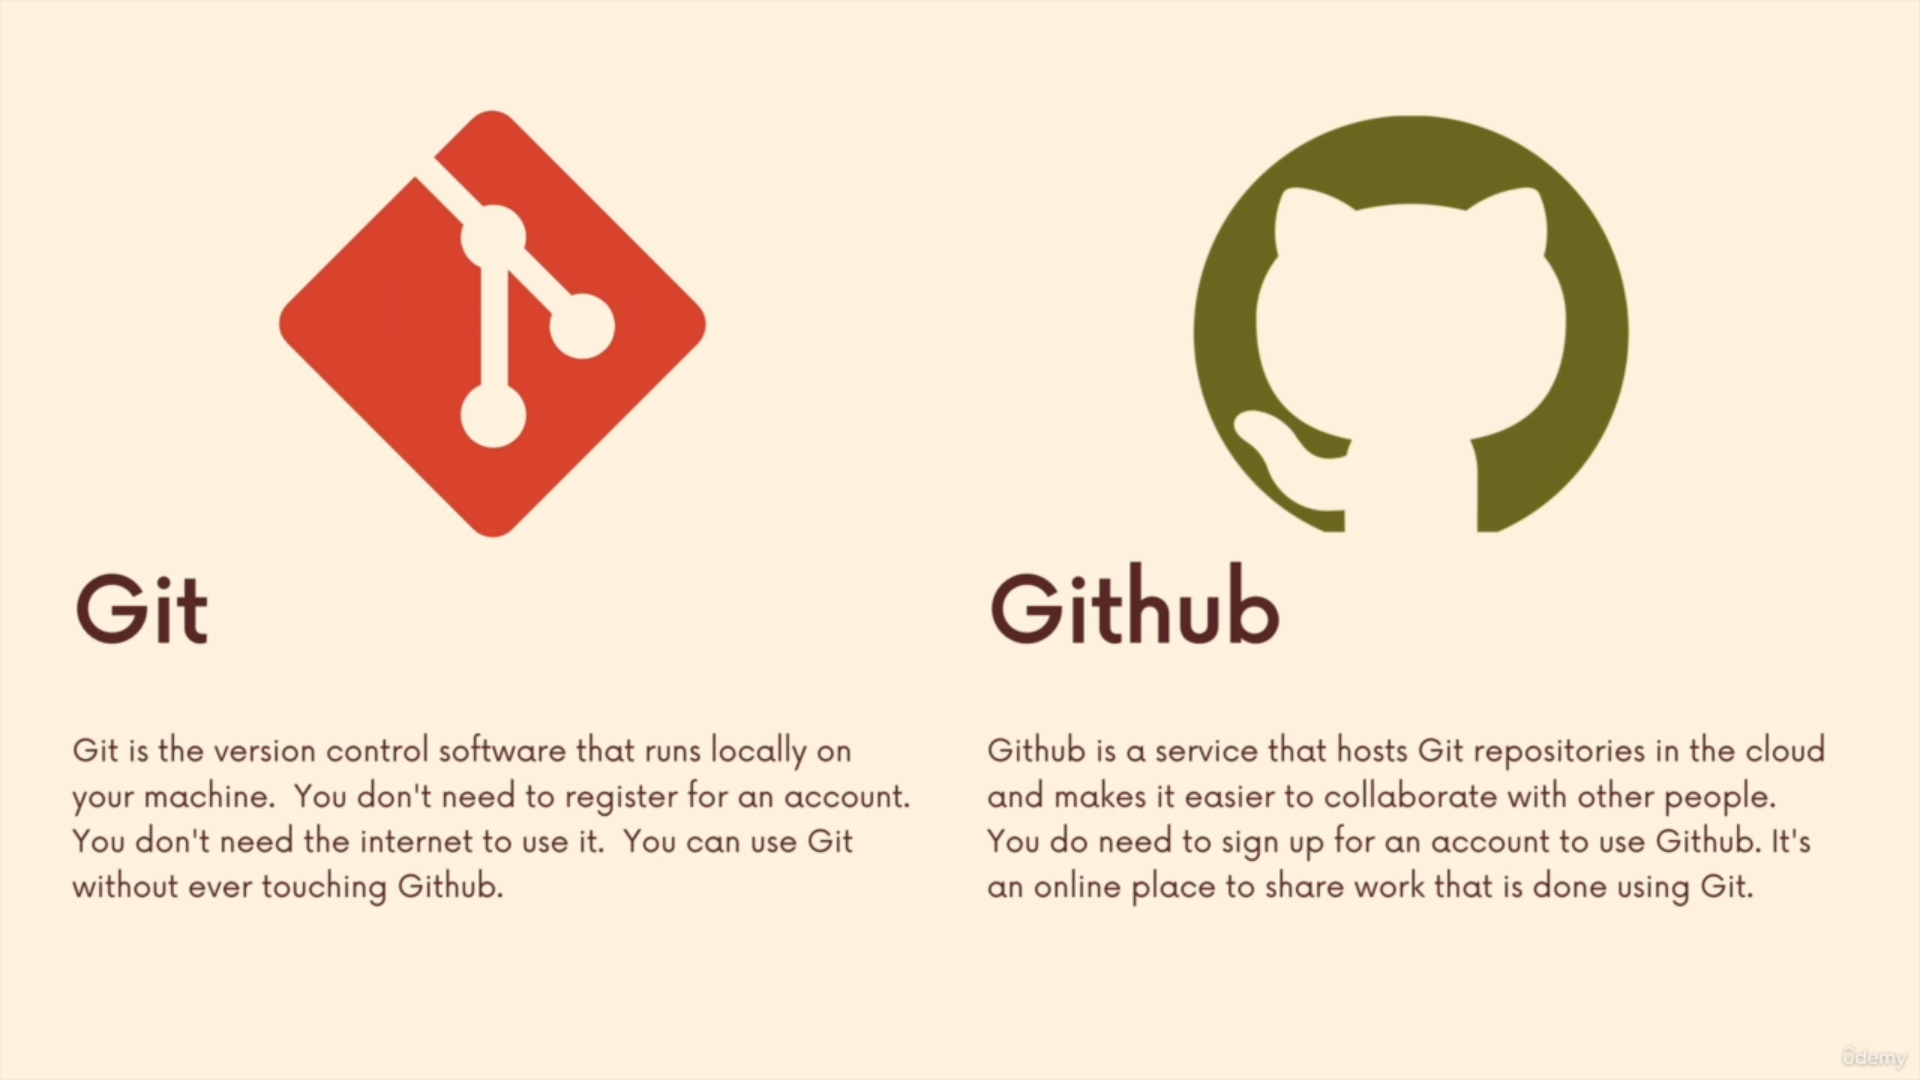 Git
Git is the version control software that runs locally on
your machine.  You don't need to register for an account.
You don't need the internet to use it.  You can use Git
without ever touching Github.
Github
Github is a service that hosts Git repositories in the cloud
and makes it easier to collaborate with other people.
You do need to sign up for an account to use Github. It's
an online place to share work that is done using Git.
ûdemy